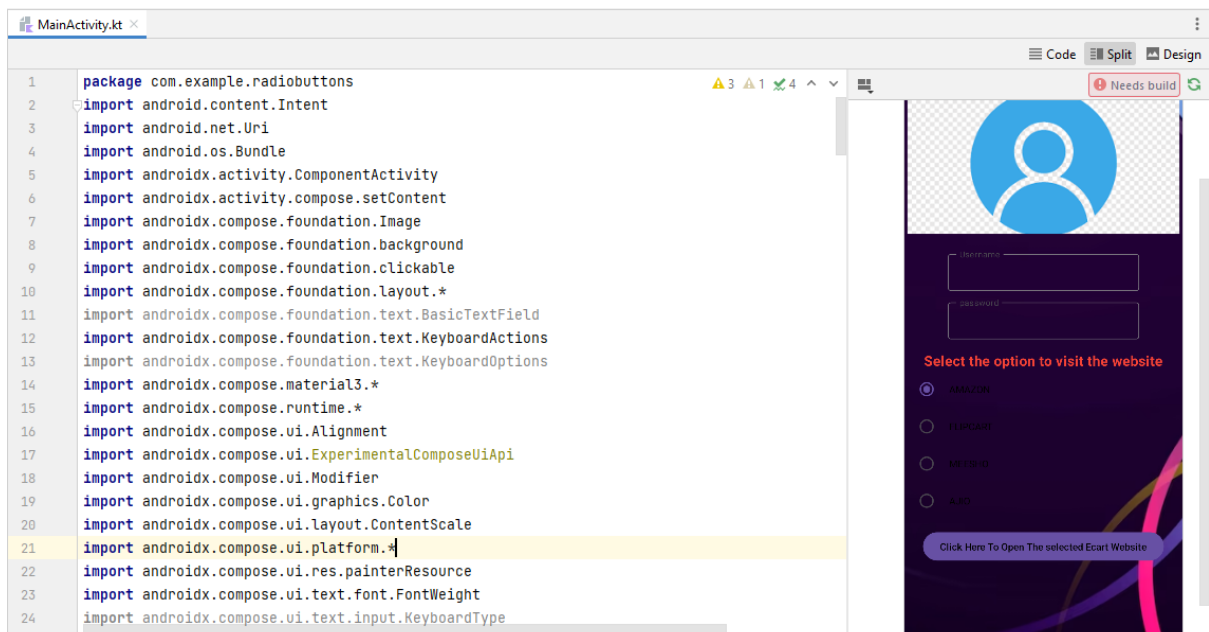 MainActivity.kt
Code Split Design
1 package com.example.radiobuttons
3 1 4
Needs build
2 import android.content.Intent
3 import android.net.Uri
4 import android.os.Bundle
5 import androidx.activity.ComponentActivity
6 import androidx.activity.compose.setContent
7 import androidx.compose.foundation.Image
8 import androidx.compose.foundation.background
9 import androidx.compose.foundation.clickable
10 import androidx.compose.foundation.layout.*
11 import androidx.compose.foundation.text.BasicTextField
12 import androidx.compose.foundation.text.KeyboardActions
13 import androidx.compose.foundation.text.KeyboardOptions
14 import androidx.compose.material3.*
15 import androidx.compose.runtime.*
16 import androidx.compose.ui.Alignment
17 import androidx.compose.ui.ExperimentalComposeUiApi
18 import androidx.compose.ui.Modifier
19 import androidx.compose.ui.graphics.Color
20 import androidx.compose.ui.layout.ContentScale
21 import androidx.compose.ui.platform.*
22 import androidx.compose.ui.res.painterResource
23 import androidx.compose.ui.text.font.FontWeight
24 import androidx.compose.ui.text.input.KeyboardType
Username
password
Select the option to visit the website
AMAZON
Click Here To Open The selected Ecart Website